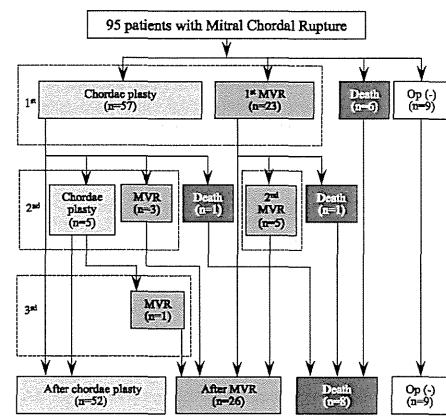 95 patients with Mitral Chordal Rupture
1st
Chordae plasty
(n=57)
1st MVR
(n=23)
Death
(n=6)
Op (-)
(n=9)
2nd
Chordae
plasty
(n=5)
MVR
(n=3)
Death
(n=1)
2nd
MVR
(n=5)
Death
(n=1)
3rd
MVR
(n=1)
After chordae plasty
(n=52)
After MVR
(n=26)
Death
(n=8)
Op (-)
(n=9)